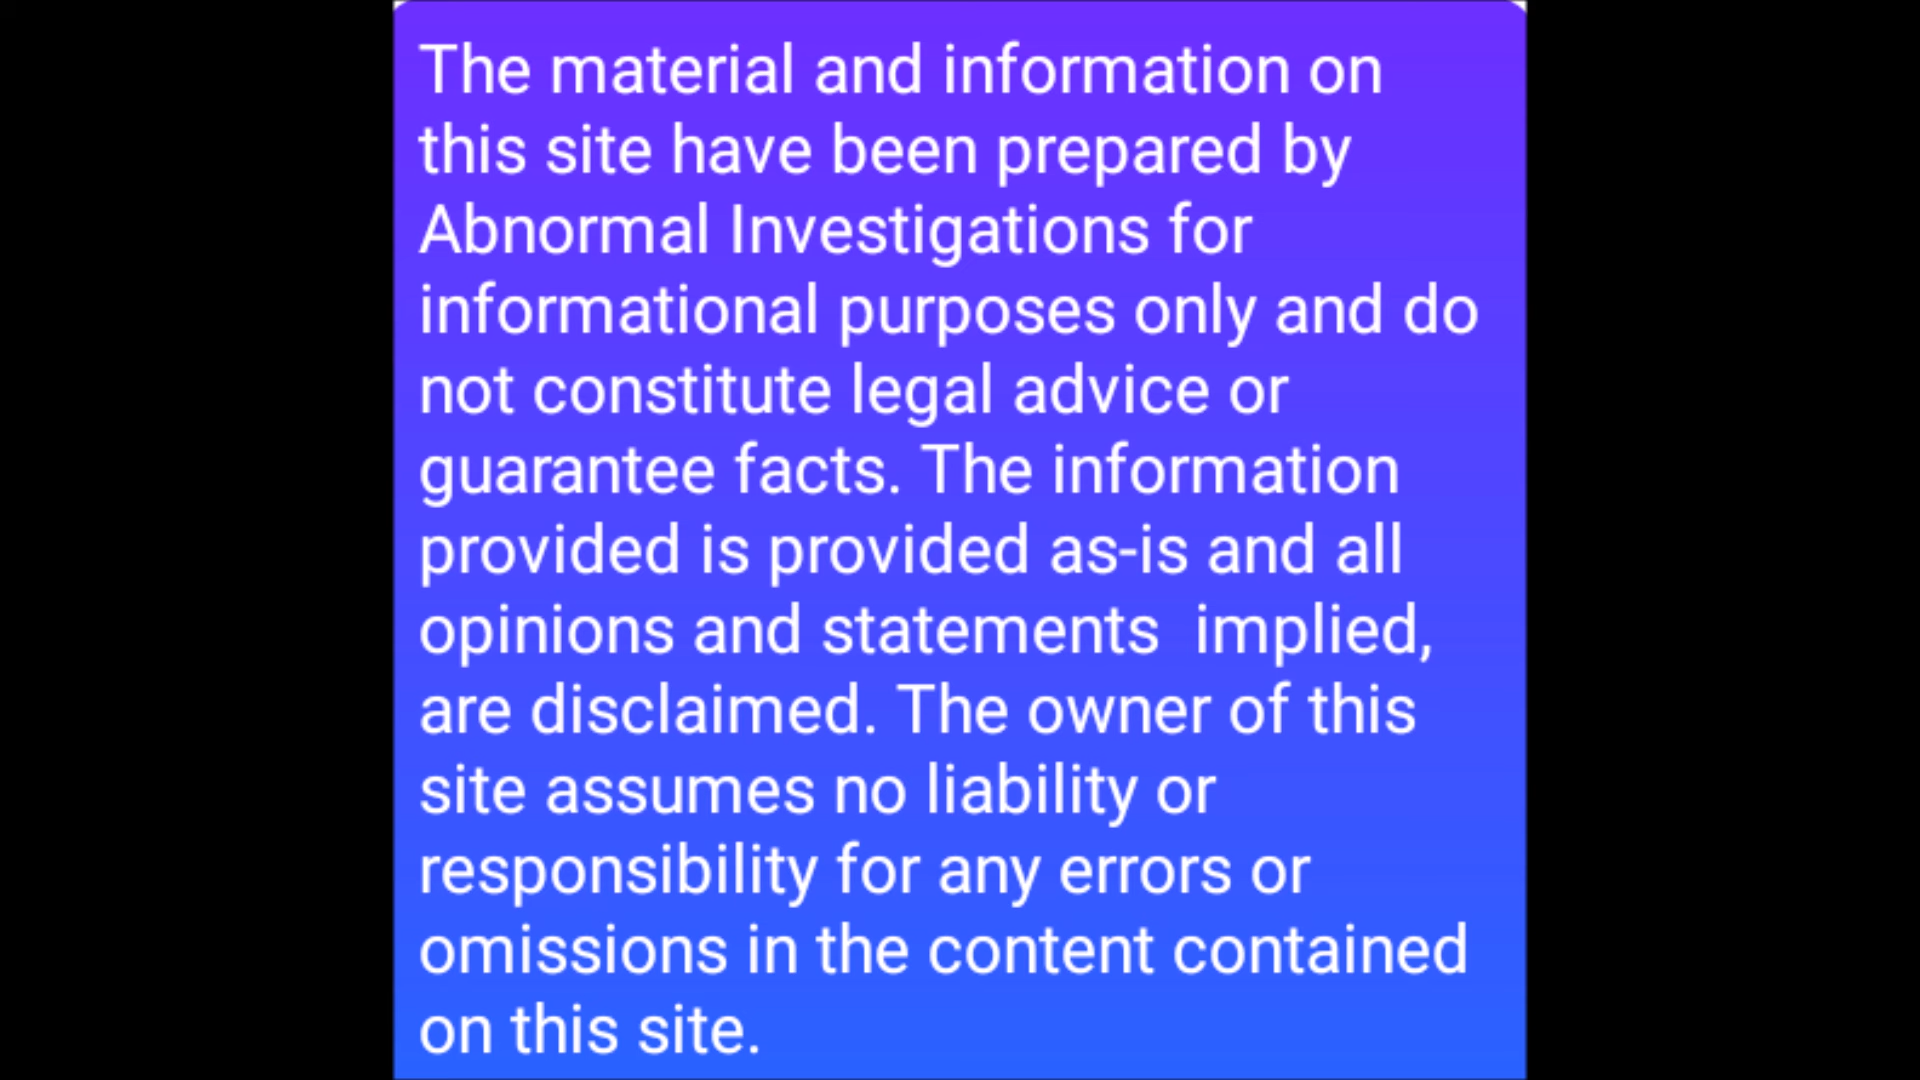 The material and information on
this site have been prepared by
Abnormal Investigations for
informational purposes only and do
not constitute legal advice or
guarantee facts. The information
provided is provided as-is and all
opinions and statements  implied,
are disclaimed. The owner of this
site assumes no liability or
responsibility for any errors or
omissions in the content contained
on this site.